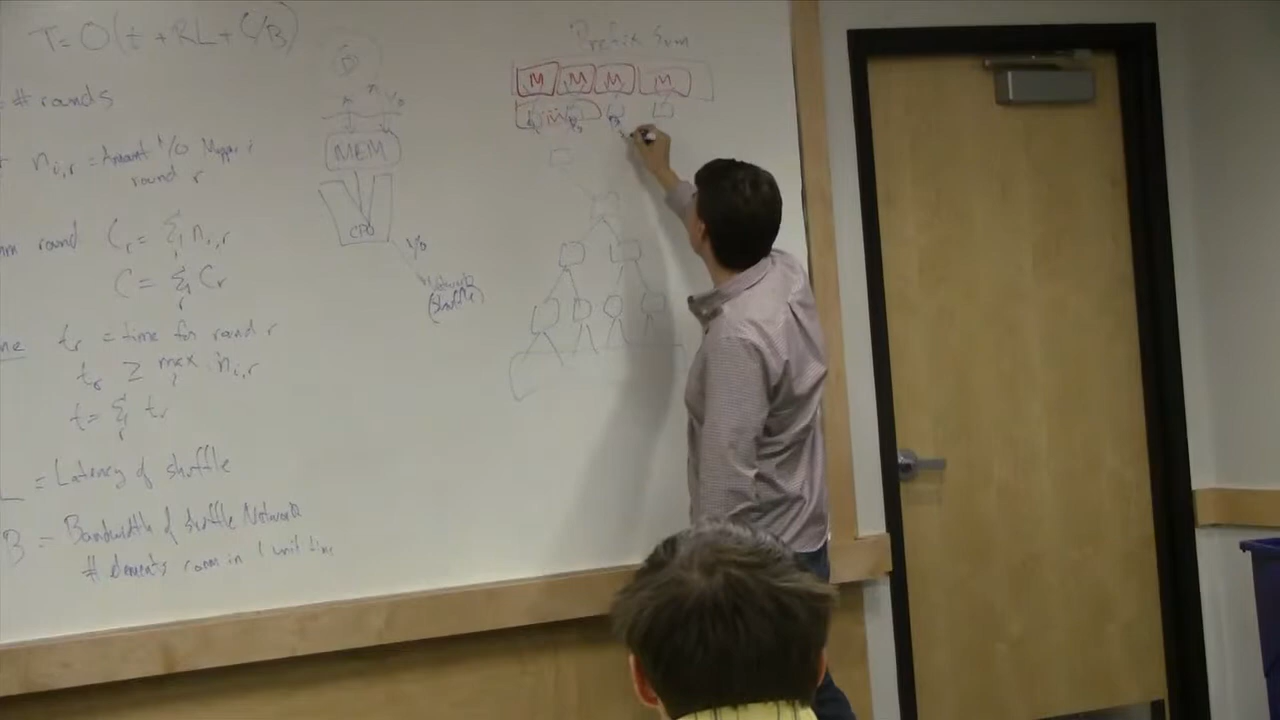 T = O(t + RL + C/B)
# rounds
n_{i,r} = Amount I/O Mapper i
round r
round C_r = Σ_i n_{i,r}
C = Σ_r C_r
t_r = time for round r
t_r ≥ max_i n_{i,r}
t = Σ_r t_r
L = Latency of shuffle
B = Bandwidth of shuffle Network
# elements room in 1 unit time
I/O
MEM
CPU
I/O
Network
(shuffle)
Prefix Sum
M M M M
M